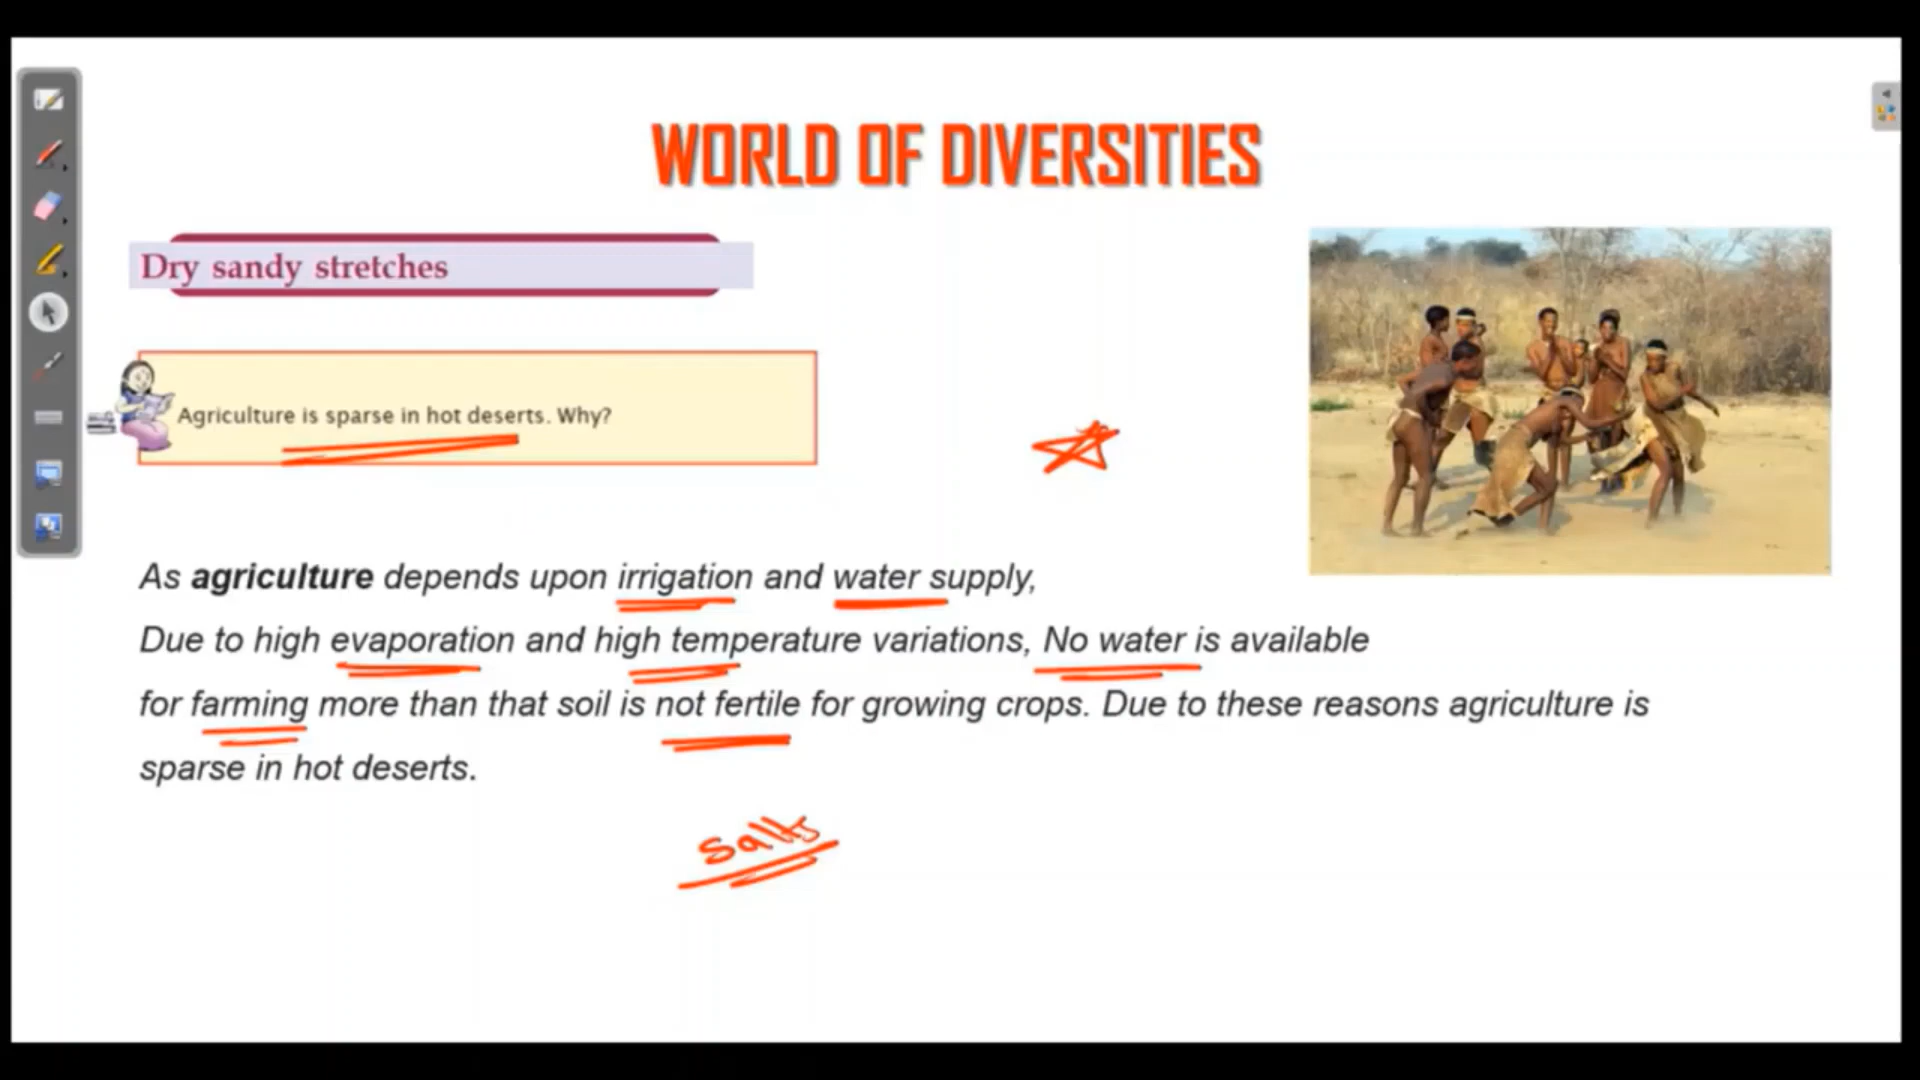 WORLD OF DIVERSITIES
Dry sandy stretches
Agriculture is sparse in hot deserts. Why?
As agriculture depends upon irrigation and water supply,
Due to high evaporation and high temperature variations, No water is available
for farming more than that soil is not fertile for growing crops. Due to these reasons agriculture is
sparse in hot deserts.
Salts